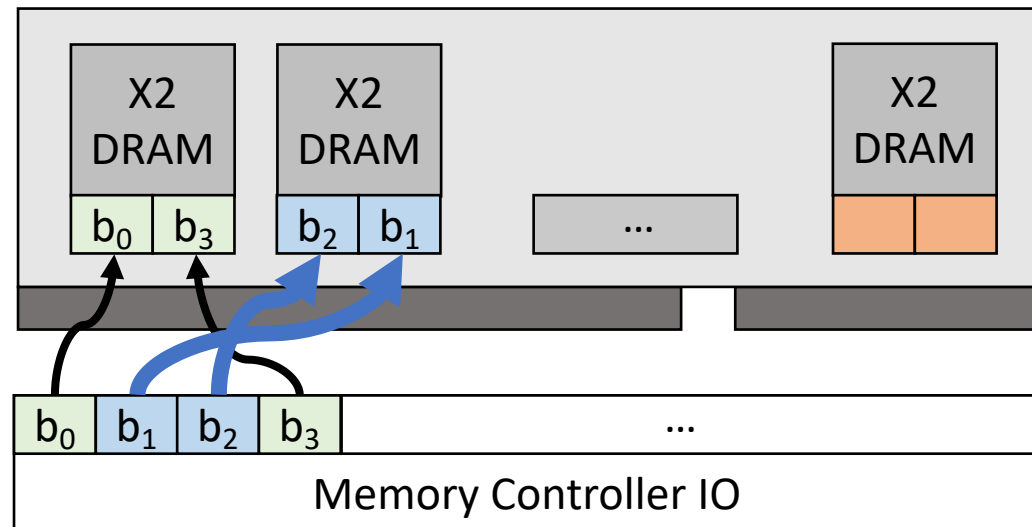 X2
DRAM
X2
DRAM
X2
DRAM
b₀ b₃
b₂ b₁
...
b₀ b₁ b₂ b₃
...
Memory Controller IO